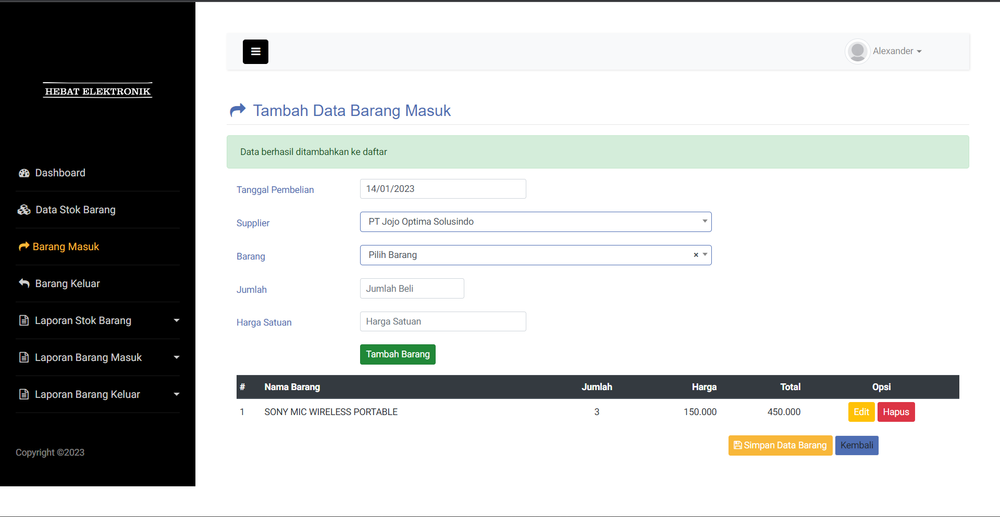 HEBAT ELEKTRONIK
Dashboard
Data Stok Barang
Barang Masuk
Barang Keluar
Laporan Stok Barang
Laporan Barang Masuk
Laporan Barang Keluar
Copyright ©2023
Alexander
Tambah Data Barang Masuk
Data berhasil ditambahkan ke daftar
Tanggal Pembelian 14/01/2023
Supplier PT Jojo Optima Solusindo
Barang Pilih Barang ×
Jumlah Jumlah Beli
Harga Satuan Harga Satuan
Tambah Barang
# Nama Barang Jumlah Harga Total Opsi
1 SONY MIC WIRELESS PORTABLE 3 150.000 450.000 Edit Hapus
Simpan Data Barang Kembali